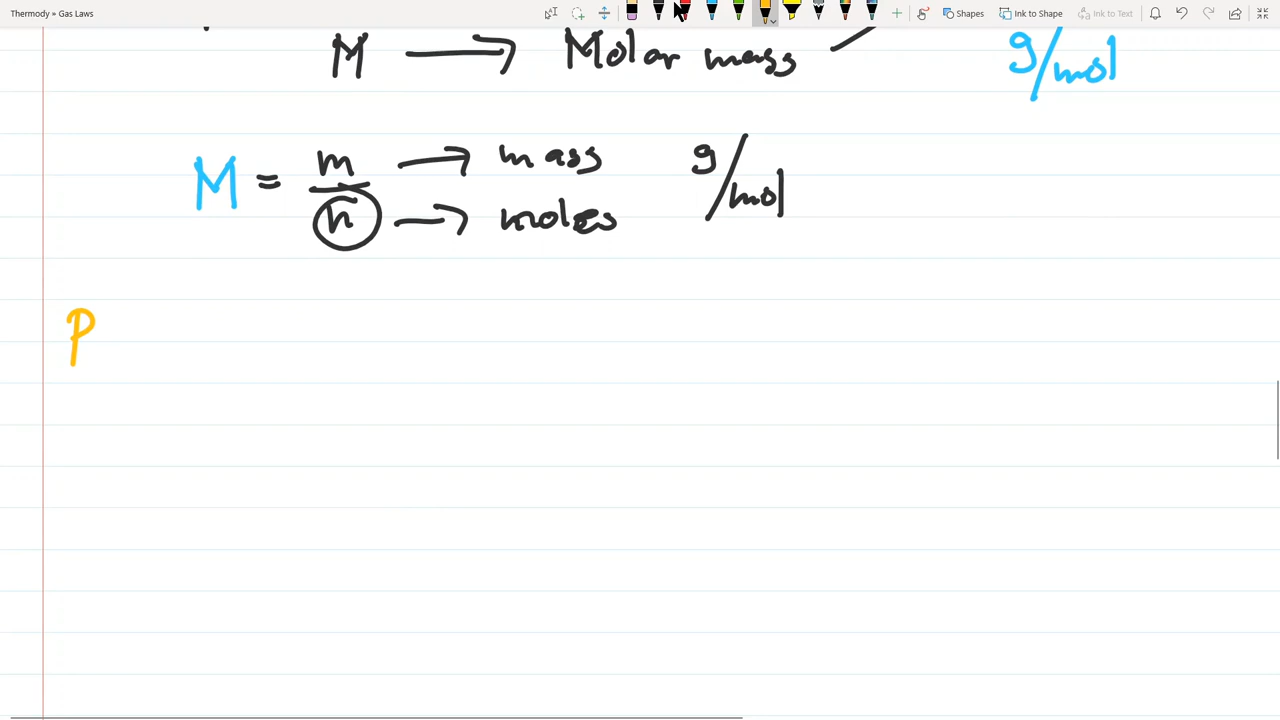 Thermody » Gas Laws Shapes Ink to Shape Ink to Text
M → Molar mass g/mol
M = m/n → mass g/mol
→ moles
P